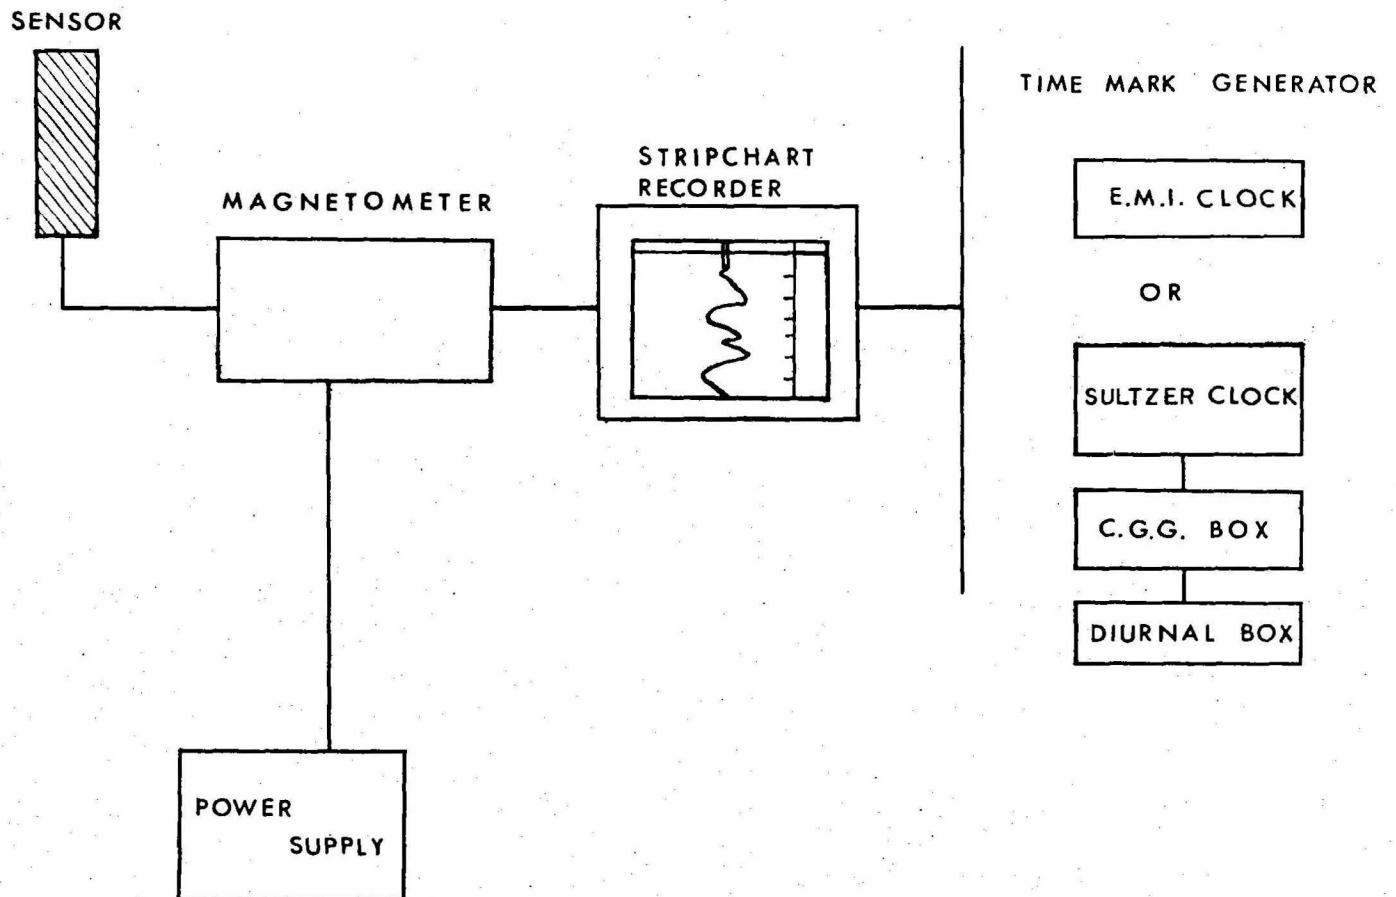 SENSOR
MAGNETOMETER
STRIPCHART
RECORDER
TIME MARK GENERATOR
E.M.I. CLOCK
OR
SULTZER CLOCK
C.G.G. BOX
DIURNAL BOX
POWER
SUPPLY